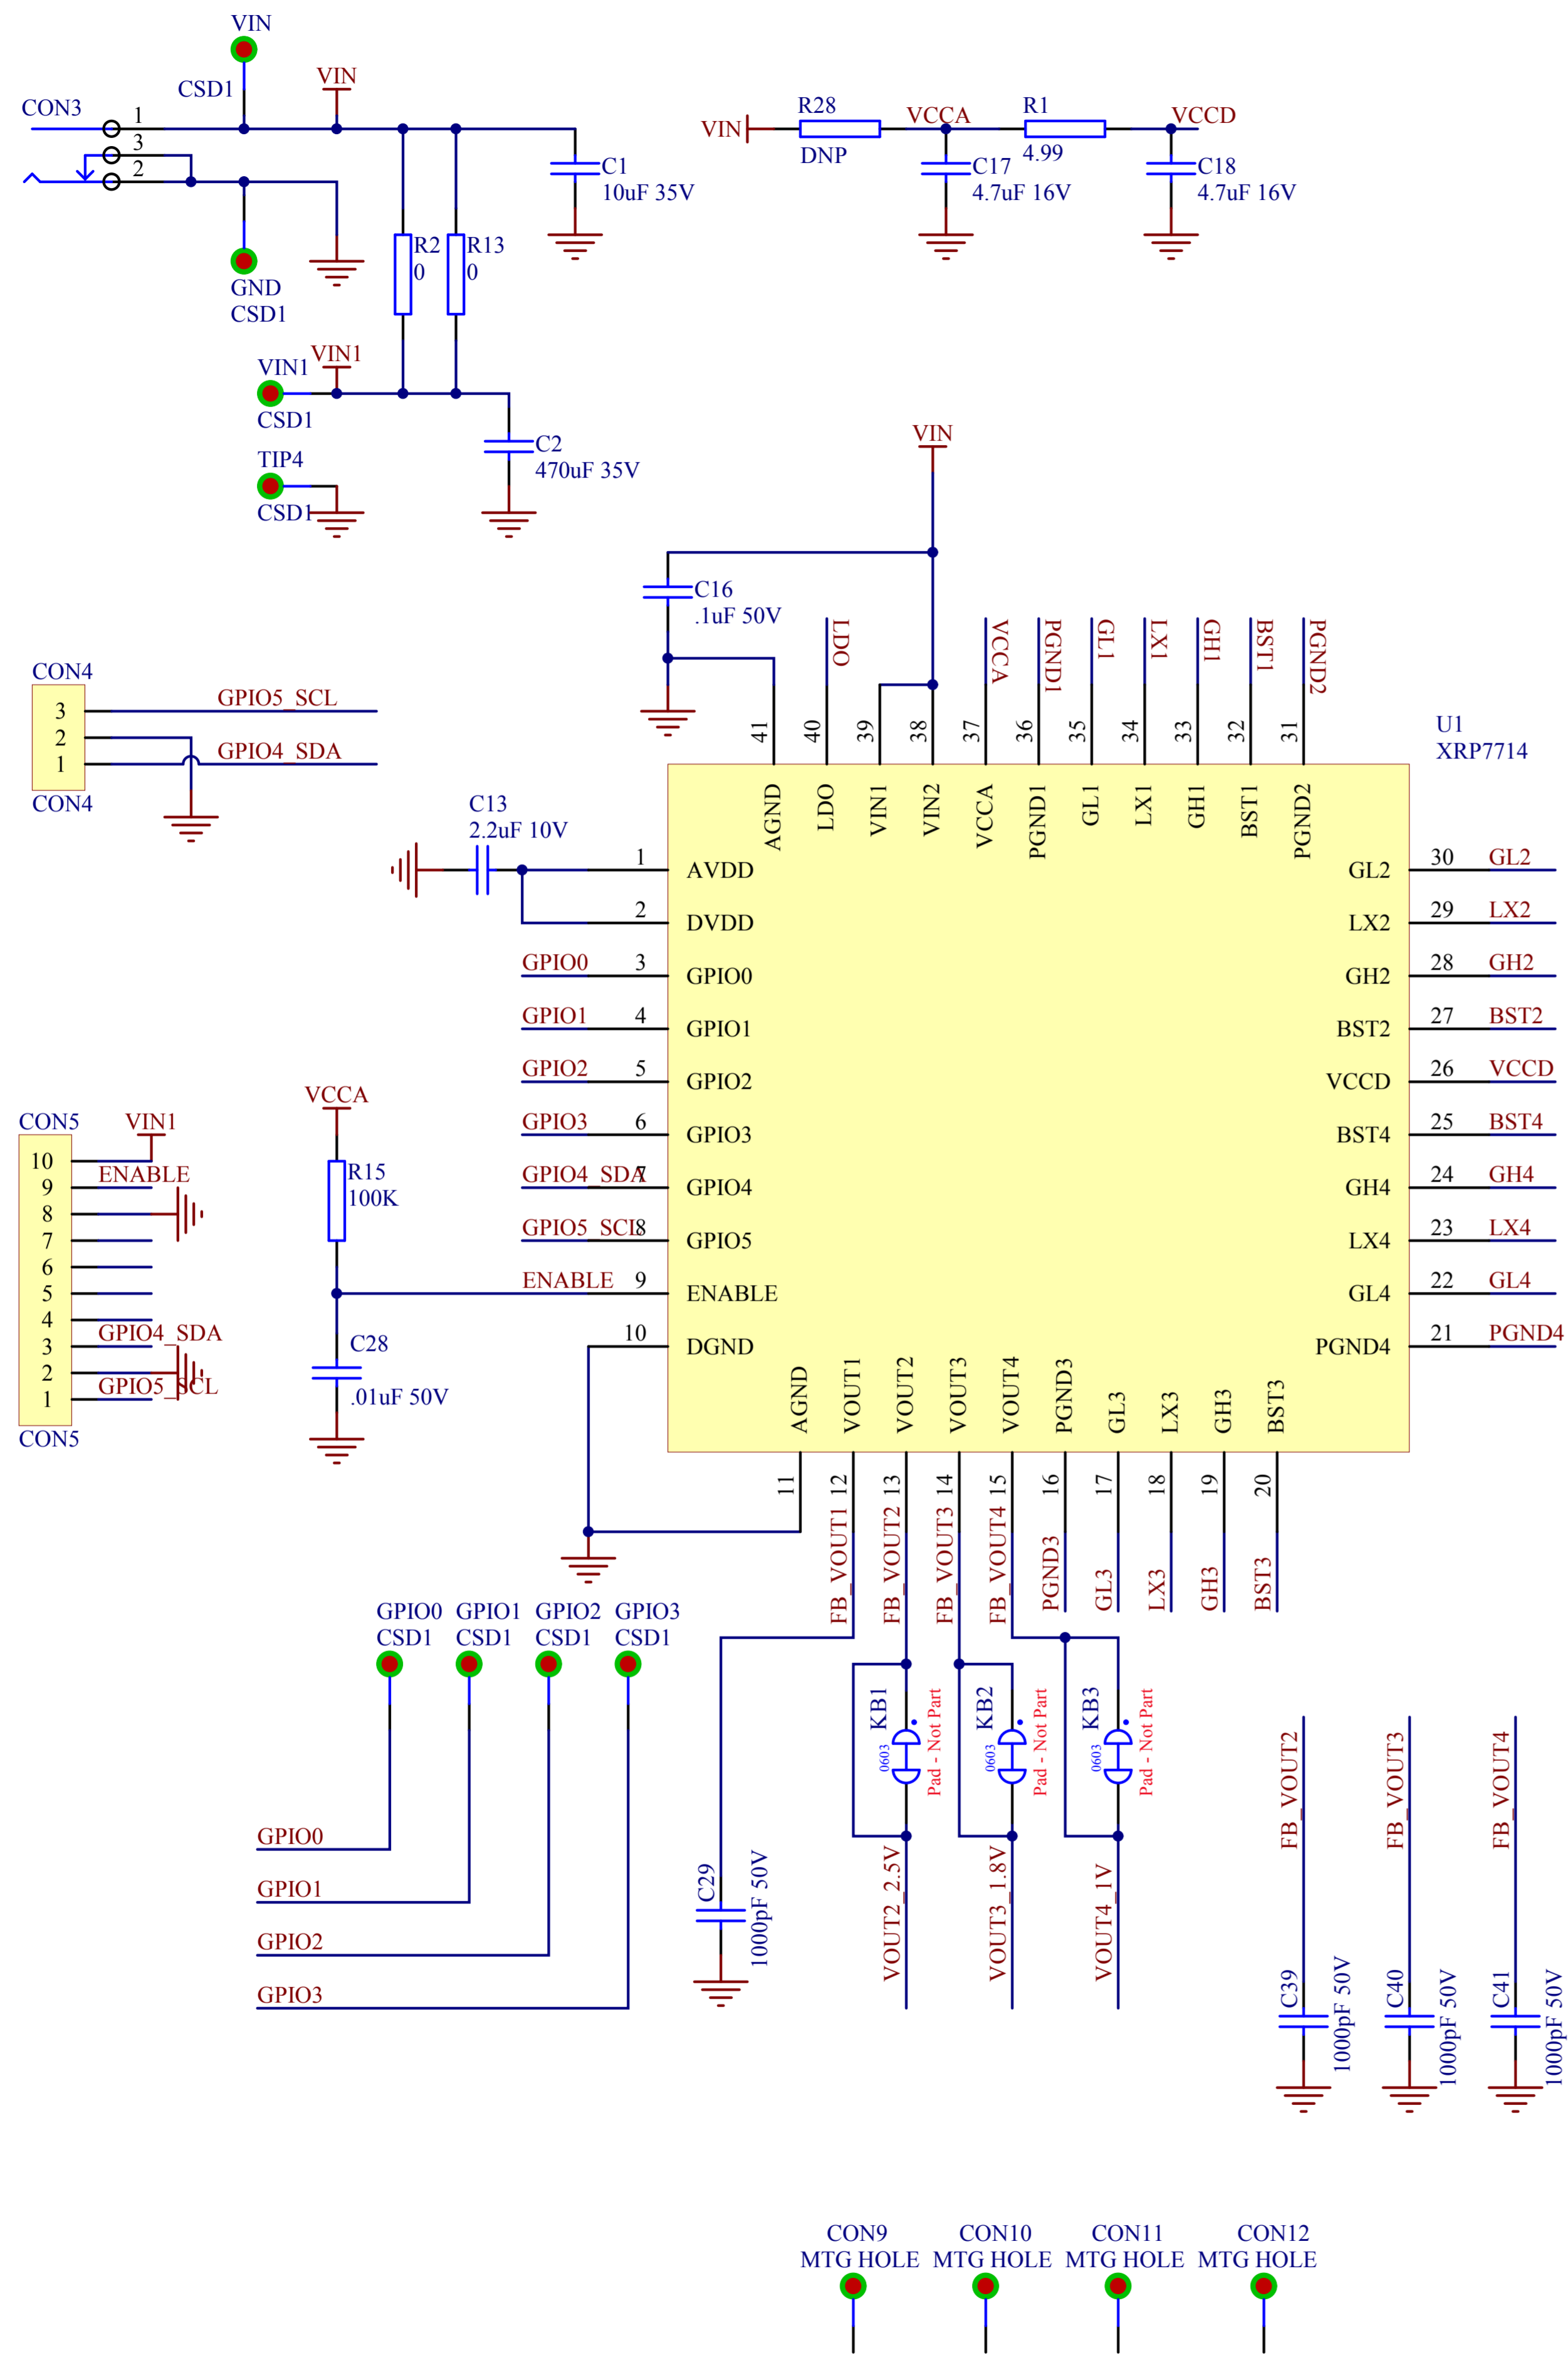 VIN
CSD1
VIN
CON3
1
3
2
GND
CSD1
R2
0
R13
0
C1
10uF 35V
VIN
R28
DNP
VCCA
R1
4.99
VCCD
C17
4.7uF 16V
C18
4.7uF 16V
VIN1
VIN1
CSD1
TIP4
CSD1
C2
470uF 35V
VIN
C16
.1uF 50V
LDO
VCCA
PGND1
GL1
LX1
GH1
BST1
PGND2
41
40
39
38
37
36
35
34
33
32
31
U1
XRP7714
AGND
LDO
VIN1
VIN2
VCCA
PGND1
GL1
LX1
GH1
BST1
PGND2
CON4
3
GPIO5_SCL
2
1
GPIO4_SDA
CON4
C13
2.2uF 10V
1
AVDD
2
DVDD
GPIO0
3
GPIO0
GPIO1
4
GPIO1
GPIO2
5
GPIO2
GPIO3
6
GPIO3
GPIO4_SDA
7
GPIO4
GPIO5_SCL
8
GPIO5
ENABLE
9
ENABLE
10
DGND
GL2
30
GL2
LX2
29
LX2
GH2
28
GH2
BST2
27
BST2
VCCD
26
VCCD
BST4
25
BST4
GH4
24
GH4
LX4
23
LX4
GL4
22
GL4
PGND4
21
PGND4
VCCA
R15
100K
C28
.01uF 50V
CON5
VIN1
10
ENABLE
9
8
7
6
5
4
GPIO4_SDA
3
2
GPIO5_SCL
1
CON5
AGND
VOUT1
VOUT2
VOUT3
VOUT4
PGND3
GL3
LX3
GH3
BST3
11
12
13
14
15
16
17
18
19
20
FB_VOUT1
FB_VOUT2
FB_VOUT3
FB_VOUT4
PGND3
GL3
LX3
GH3
BST3
GPIO0
CSD1
GPIO1
CSD1
GPIO2
CSD1
GPIO3
CSD1
GPIO0
GPIO1
GPIO2
GPIO3
KB1
0603
Pad - Not Part
KB2
0603
Pad - Not Part
KB3
0603
Pad - Not Part
C29
1000pF 50V
VOUT2_2.5V
VOUT3_1.8V
VOUT4_1V
FB_VOUT2
FB_VOUT3
FB_VOUT4
C39
1000pF 50V
C40
1000pF 50V
C41
1000pF 50V
CON9
MTG HOLE
CON10
MTG HOLE
CON11
MTG HOLE
CON12
MTG HOLE